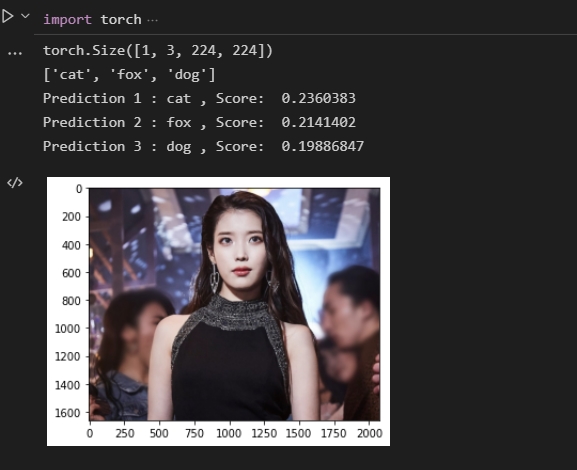 import torch ...
torch.Size([1, 3, 224, 224])
['cat', 'fox', 'dog']
Prediction 1 : cat , Score:  0.2360383
Prediction 2 : fox , Score:  0.2141402
Prediction 3 : dog , Score:  0.19886847
0
200
400
600
800
1000
1200
1400
1600
0 250 500 750 1000 1250 1500 1750 2000